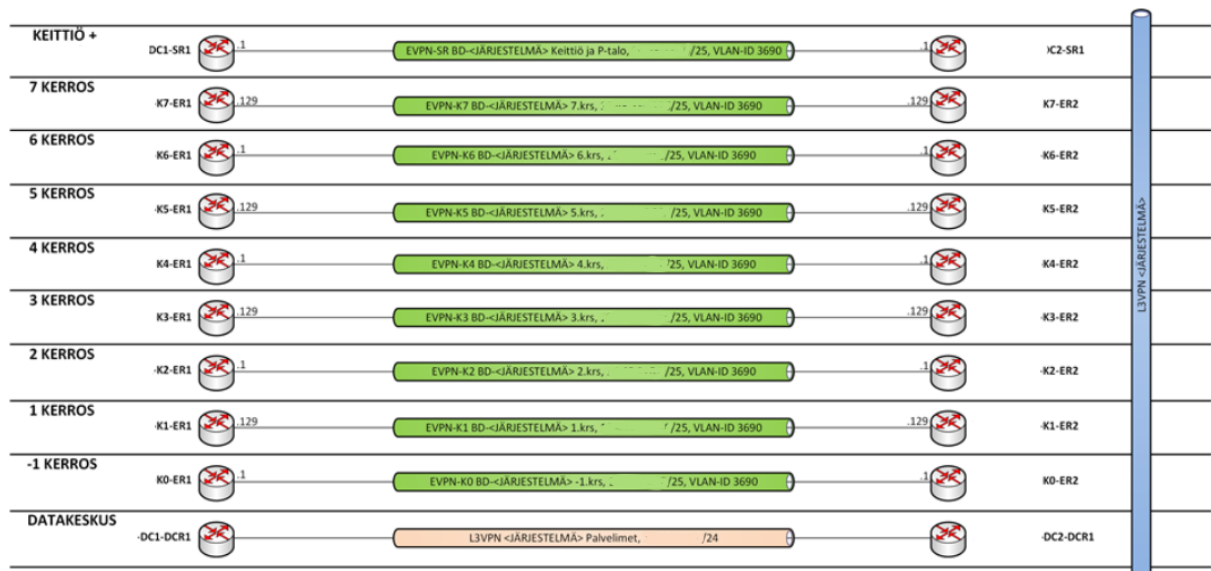 KEITTIÖ +
DC1-SR1 .1 EVPN-SR BD-<JÄRJESTELMÄ> Keittiö ja P-talo, /25, VLAN-ID 3690 .1 C2-SR1
7 KERROS
-K7-ER1 .129 EVPN-K7 BD-<JÄRJESTELMÄ> 7.krs, /25, VLAN-ID 3690 .129 K7-ER2
6 KERROS
-K6-ER1 .1 EVPN-K6 BD-<JÄRJESTELMÄ> 6.krs, /25, VLAN-ID 3690 .1 -K6-ER2
5 KERROS
-K5-ER1 .129 EVPN-K5 BD-<JÄRJESTELMÄ> 5.krs, /25, VLAN-ID 3690 .129 -K5-ER2
4 KERROS
K4-ER1 .1 EVPN-K4 BD-<JÄRJESTELMÄ> 4.krs, /25, VLAN-ID 3690 .1 -K4-ER2
3 KERROS
K3-ER1 .129 EVPN-K3 BD-<JÄRJESTELMÄ> 3.krs, /25, VLAN-ID 3690 .129 -K3-ER2
2 KERROS
-K2-ER1 .1 EVPN-K2 BD-<JÄRJESTELMÄ> 2.krs, /25, VLAN-ID 3690 .1 -K2-ER2
1 KERROS
-K1-ER1 .129 EVPN-K1 BD-<JÄRJESTELMÄ> 1.krs, /25, VLAN-ID 3690 .129 -K1-ER2
-1 KERROS
K0-ER1 .1 EVPN-K0 BD-<JÄRJESTELMÄ> -1.krs, /25, VLAN-ID 3690 .1 K0-ER2
DATAKESKUS
-DC1-DCR1 L3VPN <JÄRJESTELMÄ> Palvelimet, /24 -DC2-DCR1
L3VPN <JÄRJESTELMÄ>